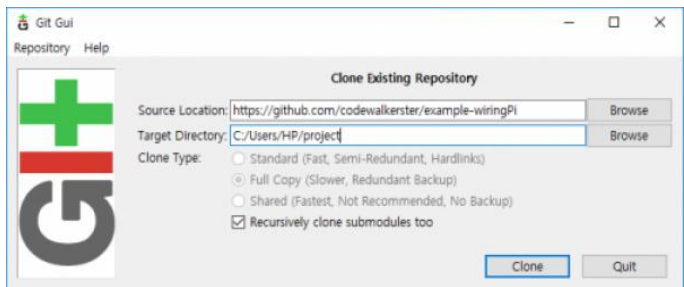 Git Gui
Repository Help
Clone Existing Repository
Source Location: https://github.com/codewalkerster/example-wiringPi Browse
Target Directory: C:/Users/HP/project Browse
Clone Type: Standard (Fast, Semi-Redundant, Hardlinks)
Full Copy (Slower, Redundant Backup)
Shared (Fastest, Not Recommended, No Backup)
Recursively clone submodules too
Clone Quit
GIT